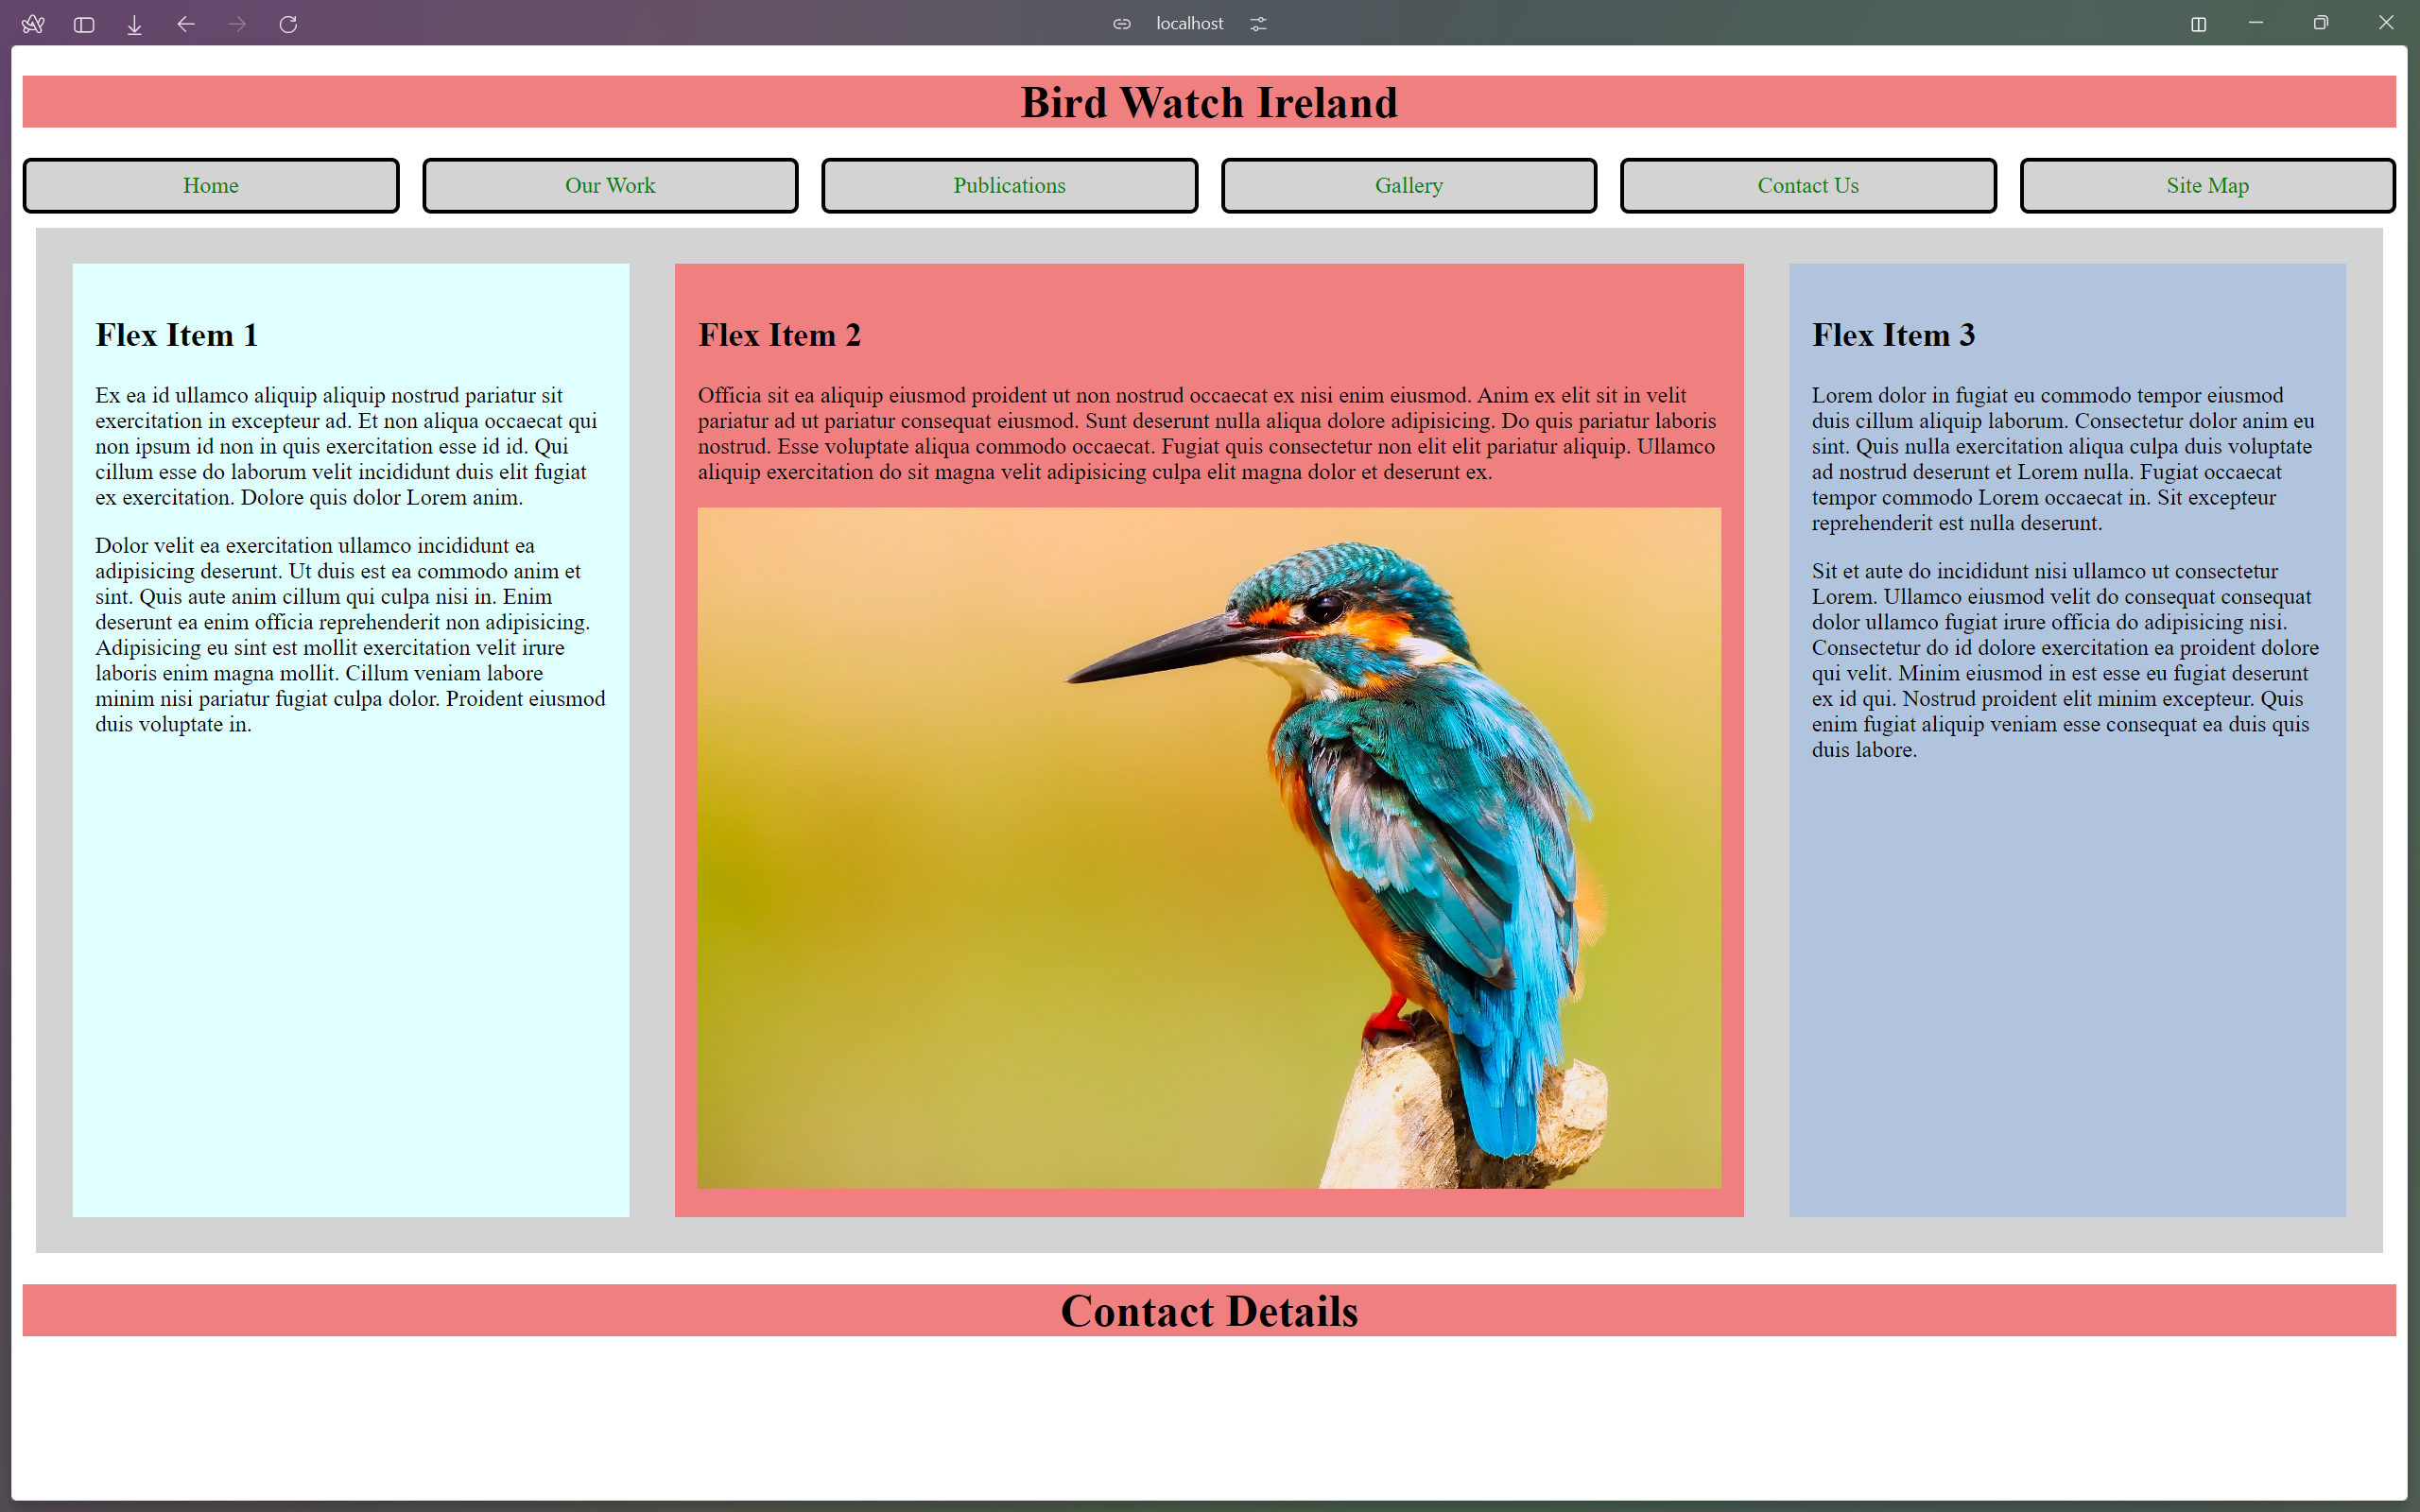 localhost
Bird Watch Ireland
Home
Our Work
Publications
Gallery
Contact Us
Site Map
Flex Item 1
Ex ea id ullamco aliquip aliquip nostrud pariatur sit
exercitation in excepteur ad. Et non aliqua occaecat qui
non ipsum id non in quis exercitation esse id id. Qui
cillum esse do laborum velit incididunt duis elit fugiat
ex exercitation. Dolore quis dolor Lorem anim.
Dolor velit ea exercitation ullamco incididunt ea
adipisicing deserunt. Ut duis est ea commodo anim et
sint. Quis aute anim cillum qui culpa nisi in. Enim
deserunt ea enim officia reprehenderit non adipisicing.
Adipisicing eu sint est mollit exercitation velit irure
laboris enim magna mollit. Cillum veniam labore
minim nisi pariatur fugiat culpa dolor. Proident eiusmod
duis voluptate in.
Flex Item 2
Officia sit ea aliquip eiusmod proident ut non nostrud occaecat ex nisi enim eiusmod. Anim ex elit sit in velit
pariatur ad ut pariatur consequat eiusmod. Sunt deserunt nulla aliqua dolore adipisicing. Do quis pariatur laboris
nostrud. Esse voluptate aliqua commodo occaecat. Fugiat quis consectetur non elit elit pariatur aliquip. Ullamco
aliquip exercitation do sit magna velit adipisicing culpa elit magna dolor et deserunt ex.
Flex Item 3
Lorem dolor in fugiat eu commodo tempor eiusmod
duis cillum aliquip laborum. Consectetur dolor anim eu
sint. Quis nulla exercitation aliqua culpa duis voluptate
ad nostrud deserunt et Lorem nulla. Fugiat occaecat
tempor commodo Lorem occaecat in. Sit excepteur
reprehenderit est nulla deserunt.
Sit et aute do incididunt nisi ullamco ut consectetur
Lorem. Ullamco eiusmod velit do consequat consequat
dolor ullamco fugiat irure officia do adipisicing nisi.
Consectetur do id dolore exercitation ea proident dolore
qui velit. Minim eiusmod in est esse eu fugiat deserunt
ex id qui. Nostrud proident elit minim excepteur. Quis
enim fugiat aliquip veniam esse consequat ea duis quis
duis labore.
Contact Details